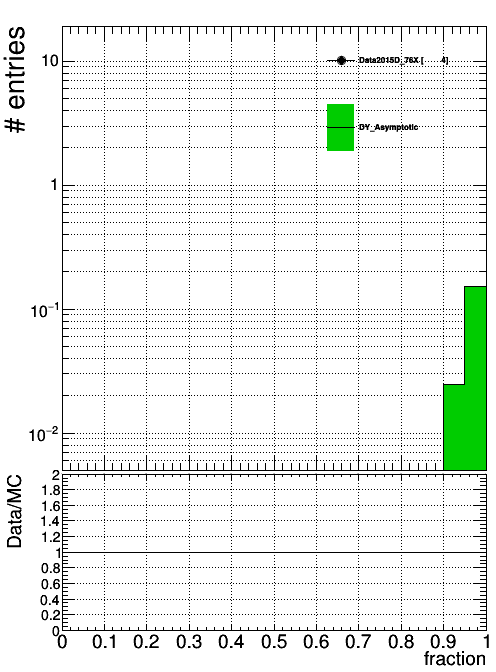 # entries
10
Data2015D_76X [ 4]
DY_Asymptotic
1
10⁻¹
10⁻²
Data/MC
2
1.8
1.6
1.4
1.2
1
0.8
0.6
0.4
0.2
0
0 0.1 0.2 0.3 0.4 0.5 0.6 0.7 0.8 0.9 1
fraction